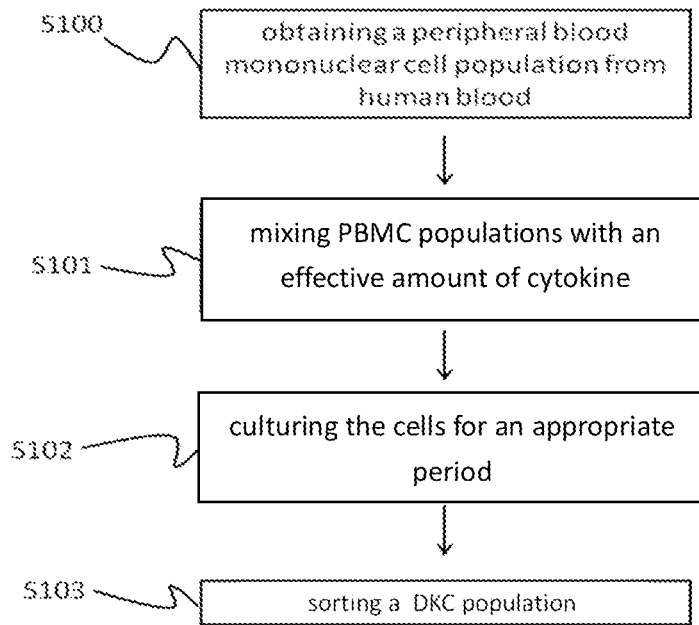 S100
obtaining a peripheral blood
mononuclear cell population from
human blood
S101
mixing PBMC populations with an
effective amount of cytokine
S102
culturing the cells for an appropriate
period
S103
sorting a DKC population